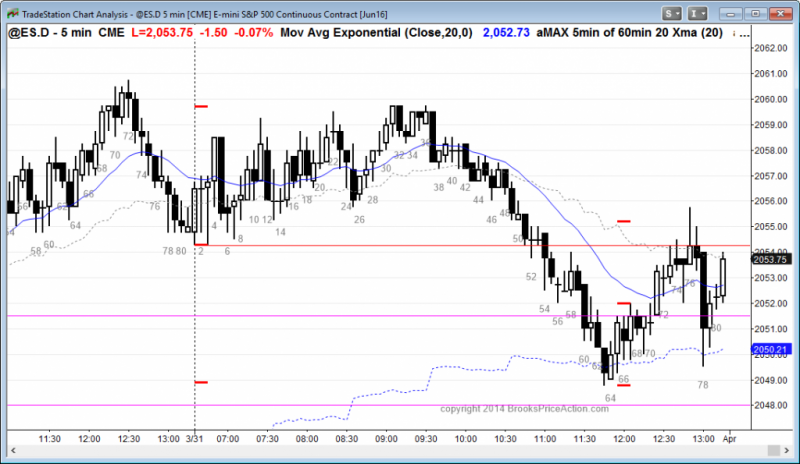 TradeStation Chart Analysis - @ES.D 5 min [CME] E-mini S&P 500 Continuous Contract [Jun16]
S I
@ES.D - 5 min CME L=2,053.75 -1.50 -0.07% Mov Avg Exponential (Close,20,0) 2,052.73 aMAX 5min of 60min 20 Xma (20) ...
2062.00
2061.00
2060.00
2059.00
2058.00
2057.00
2056.00
2055.00
2054.00
2053.75
2053.00
2052.00
2051.00
2050.21
2049.00
2048.00
58 60 62 64 66 68 70 72 74 76 78 80
2 4 6 8 10 12 14 16 18 20 22 24 26 28 30 32 34 36 38 40 42 44 46 48 50 52 54 56 58 60 62 64 66 68 70 72 74 76 78 80
copyright 2014 BrooksPriceAction.com
11:30 12:00 12:30 1:00 3/31 07:00 07:30 08:00 08:30 09:00 09:30 10:00 10:30 11:00 11:30 12:00 12:30 13:00 Apr